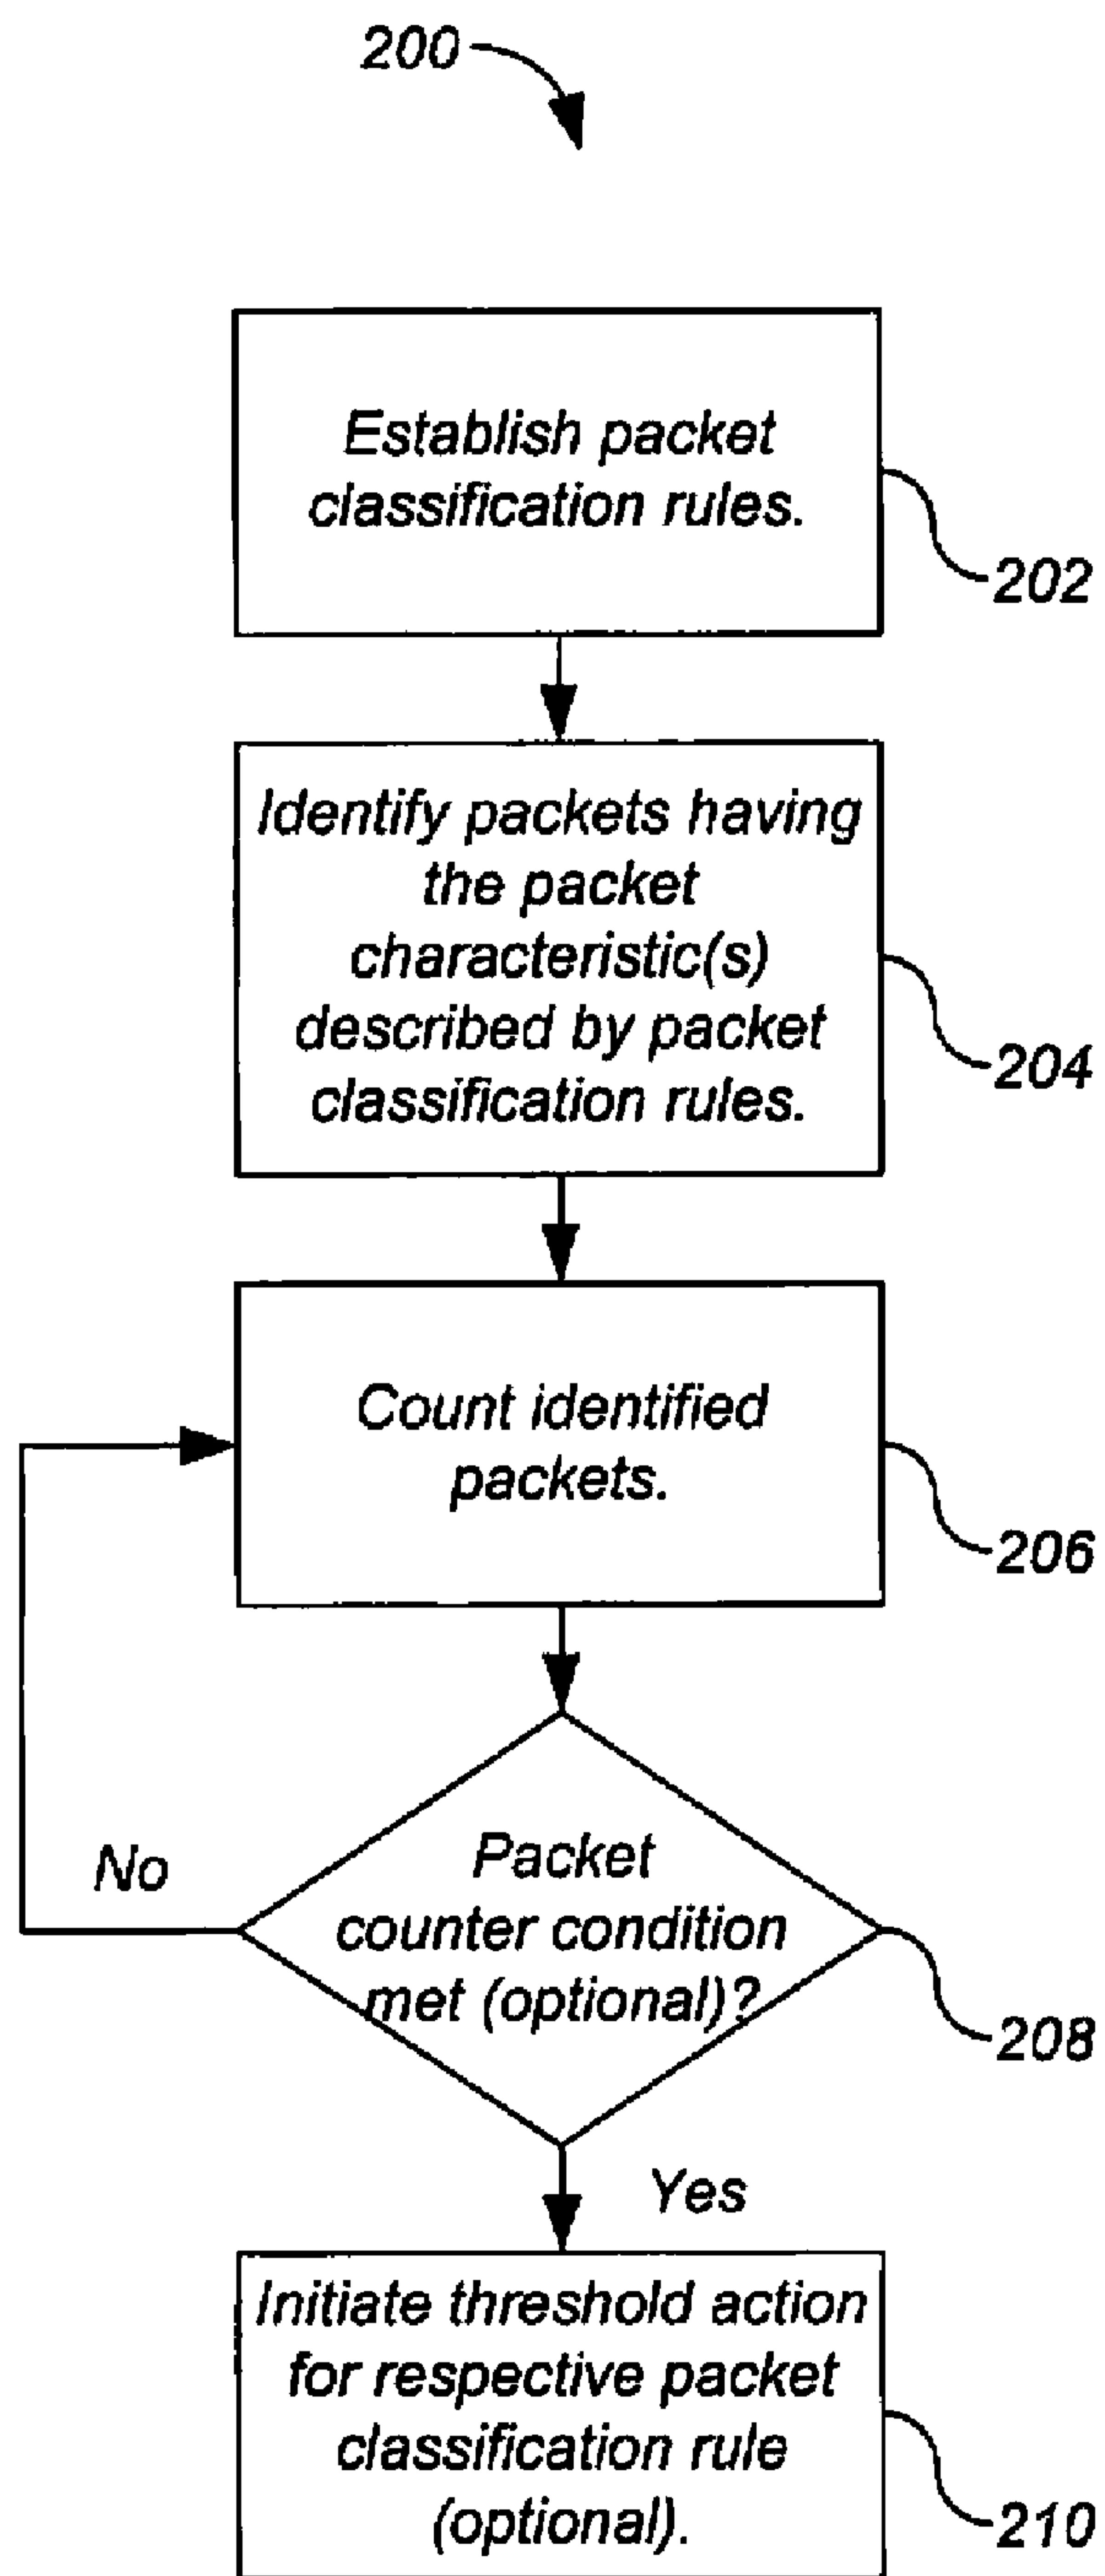 200
Establish packet
classification rules.
202
Identify packets having
the packet
characteristic(s)
described by packet
classification rules.
204
Count identified
packets.
206
Packet
counter condition
met (optional)?
No
208
Yes
Initiate threshold action
for respective packet
classification rule
(optional).
210